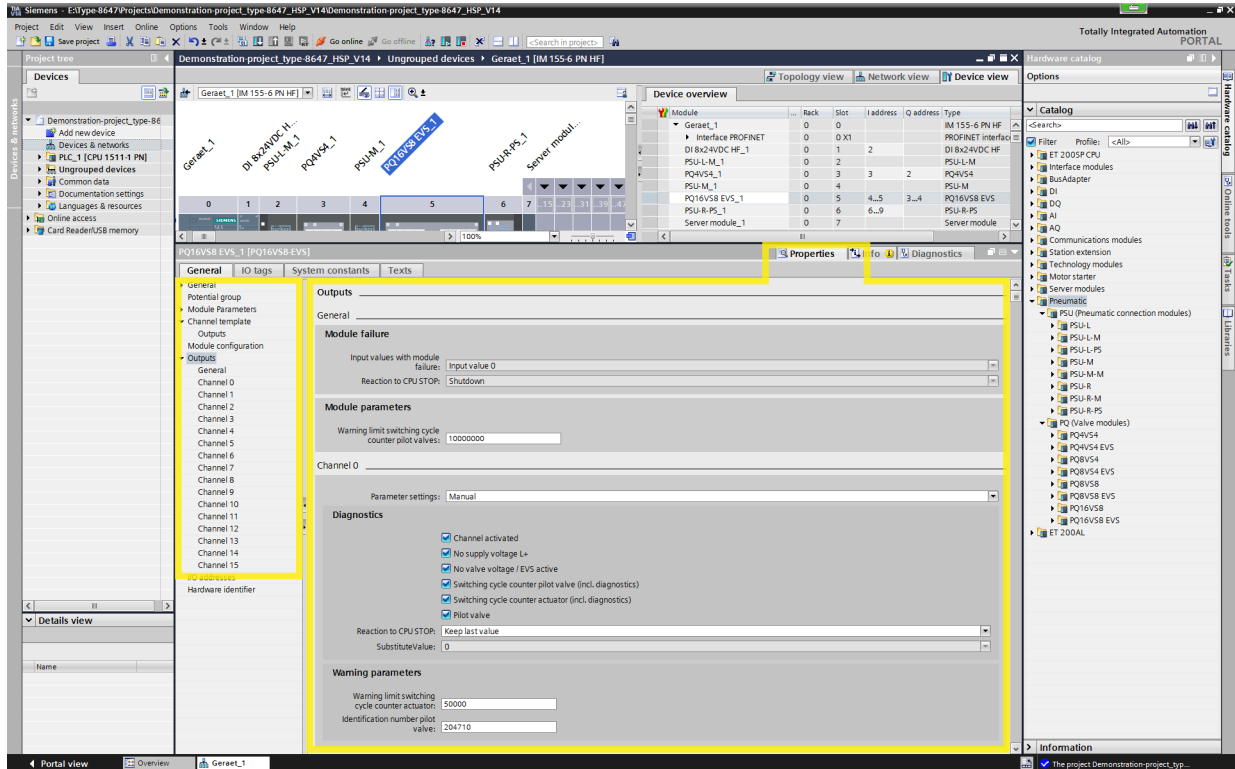 Siemens - E:\Type-8647\Projects\Demonstration-project_type-8647_HSP_V14\Demonstration-project_type-8647_HSP_V14
Project Edit View Insert Online Options Tools Window Help
Totally Integrated Automation
PORTAL
Save project
Go online
Go offline
<Search in project>
Project tree
Demonstration-project_type-8647_HSP_V14
Ungrouped devices
Geraet_1 [IM 155-6 PN HF]
Hardware catalog
Devices
Topology view
Network view
Device view
Options
Geraet_1 [IM 155-6 PN HF]
Device overview
Devices & networks
Demonstration-project_type-86
Add new device
Devices & networks
PLC_1 [CPU 1511-1 PN]
Ungrouped devices
Common data
Documentation settings
Languages & resources
Online access
Card Reader/USB memory
Geraet_1
DI 8x24VDC H...
PSU-L-M_1
PQ4VS4_1
PSU-M_1
PQ16VS8 EVS_1
PSU-R-PS_1
Server modul...
0 1 2 3 4 5 6 7 ..15 ..23 ..31 ..39 ..47
SIEMENS
100%
Module ... Rack Slot I address Q address Type
Geraet_1 0 0 IM 155-6 PN HF
Interface PROFINET 0 0 X1 PROFINET interface
DI 8x24VDC HF_1 0 1 2 DI 8x24VDC HF
PSU-L-M_1 0 2 PSU-L-M
PQ4VS4_1 0 3 3 2 PQ4VS4
PSU-M_1 0 4 PSU-M
PQ16VS8 EVS_1 0 5 4...5 3...4 PQ16VS8 EVS
PSU-R-PS_1 0 6 6...9 PSU-R-PS
Server module_1 0 7 Server module
PQ16VS8 EVS_1 [PQ16VS8-EVS]
Properties
Info
Diagnostics
General IO tags System constants Texts
General
Potential group
Module Parameters
Channel template
Outputs
Module configuration
Outputs
General
Channel 0
Channel 1
Channel 2
Channel 3
Channel 4
Channel 5
Channel 6
Channel 7
Channel 8
Channel 9
Channel 10
Channel 11
Channel 12
Channel 13
Channel 14
Channel 15
I/O addresses
Hardware identifier
Outputs
General
Module failure
Input values with module
failure: Input value 0
Reaction to CPU STOP: Shutdown
Module parameters
Warning limit switching cycle
counter pilot valves: 10000000
Channel 0
Parameter settings: Manual
Diagnostics
Channel activated
No supply voltage L+
No valve voltage / EVS active
Switching cycle counter pilot valve (incl. diagnostics)
Switching cycle counter actuator (incl. diagnostics)
Pilot valve
Reaction to CPU STOP: Keep last value
SubstituteValue: 0
Warning parameters
Warning limit switching
cycle counter actuator: 50000
Identification number pilot
valve: 204710
Catalog
<Search>
Filter Profile: <All>
ET 200SP CPU
Interface modules
BusAdapter
DI
DQ
AI
AQ
Communications modules
Station extension
Technology modules
Motor starter
Server modules
Pneumatic
PSU (Pneumatic connection modules)
PSU-L
PSU-L-M
PSU-L-PS
PSU-M
PSU-M-M
PSU-R
PSU-R-M
PSU-R-PS
PQ (Valve modules)
PQ4VS4
PQ4VS4 EVS
PQ8VS4
PQ8VS4 EVS
PQ8VS8
PQ8VS8 EVS
PQ16VS8
PQ16VS8 EVS
ET 200AL
Information
Hardware catalog
Online tools
Tasks
Libraries
Details view
Name
Portal view
Overview
Geraet_1
The project Demonstration-project_typ...